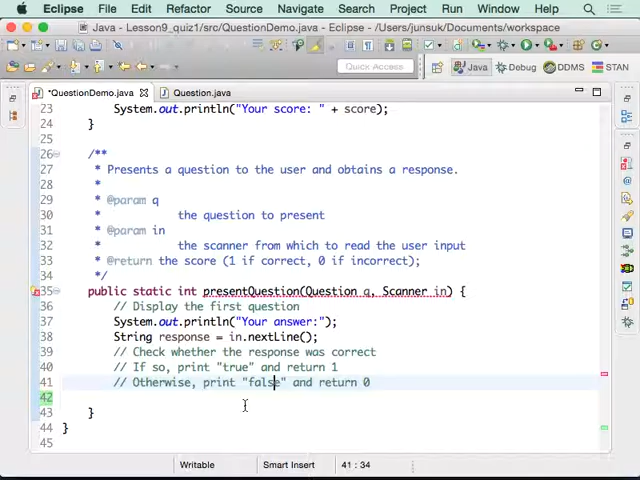 Eclipse File Edit Refactor Source Navigate Search Project Run Window Help
Java - Lesson9_quiz1/src/QuestionDemo.java - Eclipse - /Users/junsuk/Documents/workspace
Quick Access Java Debug DDMS STAN
*QuestionDemo.java Question.java
23 System.out.println("Your score: " + score);
24 }
25
26 /**
27 * Presents a question to the user and obtains a response.
28 *
29 * @param q
30 * the question to present
31 * @param in
32 * the scanner from which to read the user input
33 * @return the score (1 if correct, 0 if incorrect);
34 */
35 public static int presentQuestion(Question q, Scanner in) {
36 // Display the first question
37 System.out.println("Your answer:");
38 String response = in.nextLine();
39 // Check whether the response was correct
40 // If so, print "true" and return 1
41 // Otherwise, print "false" and return 0
42
43 }
44 }
45
Writable Smart Insert 41 : 34